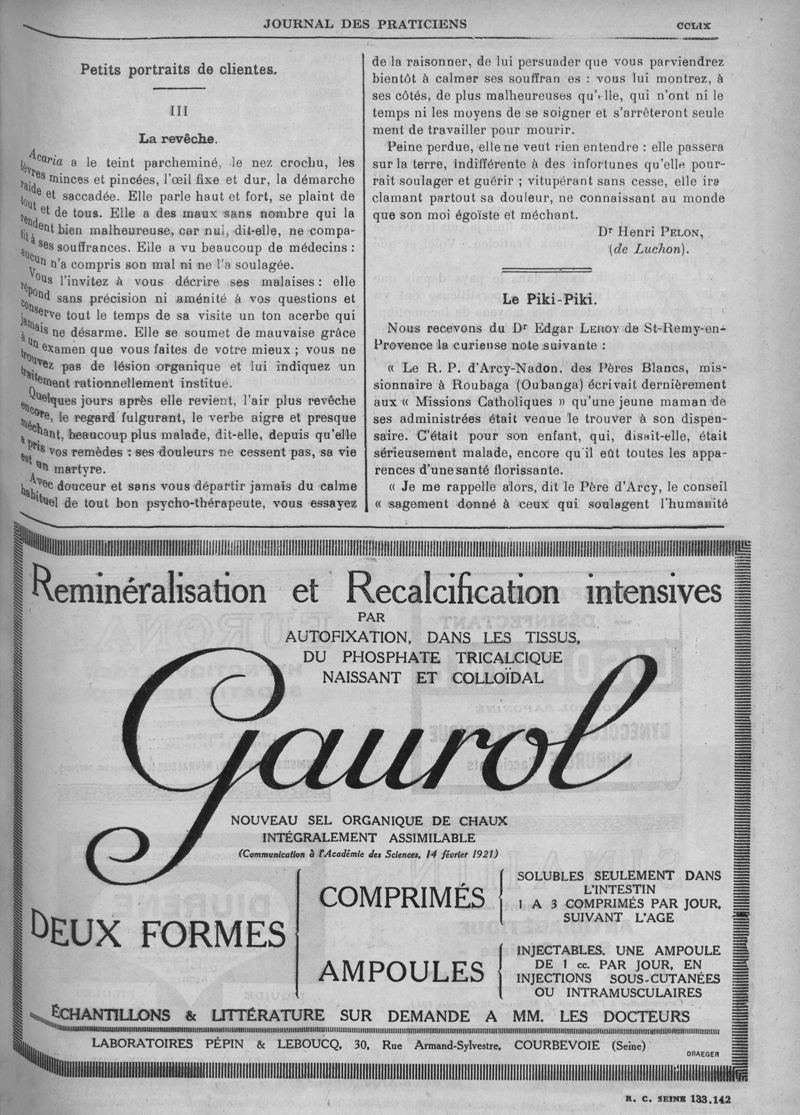 JOURNAL DES PRATICIENS CCLIX
Petits portraits de clientes.
III
La revêche.
Acaria a le teint parcheminé, le nez crochu, les
lèvres minces et pincées, l'œil fixe et dur, la démarche
raide et saccadée. Elle parle haut et fort, se plaint de
tout et de tous. Elle a des maux sans nombre qui la
rendent bien malheureuse, car nul, dit-elle, ne compa-
tit à ses souffrances. Elle a vu beaucoup de médecins :
aucun n'a compris son mal ni ne l'a soulagée.
Vous l'invitez à vous décrire ses malaises : elle
répond sans précision ni aménité à vos questions et
conserve tout le temps de sa visite un ton acerbe qui
jamais ne désarme. Elle se soumet de mauvaise grâce
à un examen que vous faites de votre mieux ; vous ne
trouvez pas de lésion organique et lui indiquez un
traitement rationnellement institué.
Quelques jours après elle revient, l'air plus revêche
encore, le regard fulgurant, le verbe aigre et presque
méchant, beaucoup plus malade, dit-elle, depuis qu'elle
a pris vos remèdes : ses douleurs ne cessent pas, sa vie
est un martyre.
Avec douceur et sans vous départir jamais du calme
habituel de tout bon psycho-thérapeute, vous essayez
de la raisonner, de lui persuader que vous parviendrez
bientôt à calmer ses souffran es : vous lui montrez, à
ses côtés, de plus malheureuses qu'elle, qui n'ont ni le
temps ni les moyens de se soigner et s'arrêteront seule
ment de travailler pour mourir.
Peine perdue, elle ne veut rien entendre : elle passera
sur la terre, indifférente à des infortunes qu'elle pour-
rait soulager et guérir ; vitupérant sans cesse, elle ira
clamant partout sa douleur, ne connaissant au monde
que son moi égoïste et méchant.
Dr Henri PELON,
(de Luchon).
Le Piki-Piki.
Nous recevons du Dr Edgar LEROY de St-Remy-en-
Provence la curieuse note suivante :
« Le R. P. d'Arcy-Nadon, des Pères Blancs, mis-
sionnaire à Roubaga (Oubanga) écrivait dernièrement
aux « Missions Catholiques » qu'une jeune maman de
ses administrées était venue le trouver à son dispen-
saire. C'était pour son enfant, qui, disait-elle, était
sérieusement malade, encore qu'il eût toutes les appa-
rences d'une santé florissante.
« Je me rappelle alors, dit le Père d'Arcy, le conseil
« sagement donné à ceux qui soulagent l'humanité
Reminéralisation et Recalcification intensives
PAR
AUTOFIXATION, DANS LES TISSUS,
DU PHOSPHATE TRICALCIQUE
NAISSANT ET COLLOÏDAL
Gaurol
NOUVEAU SEL ORGANIQUE DE CHAUX
INTÉGRALEMENT ASSIMILABLE
(Communication à l'Académie des Sciences, 14 février 1921)
DEUX FORMES
COMPRIMÉS
SOLUBLES SEULEMENT DANS
L'INTESTIN
1 A 3 COMPRIMÉS PAR JOUR,
SUIVANT L'AGE
AMPOULES
INJECTABLES. UNE AMPOULE
DE 1 cc. PAR JOUR, EN
INJECTIONS SOUS-CUTANÉES
OU INTRAMUSCULAIRES
ÉCHANTILLONS & LITTÉRATURE SUR DEMANDE A MM. LES DOCTEURS
LABORATOIRES PÉPIN & LEBOUCQ, 30, Rue Armand-Sylvestre, COURBEVOIE (Seine)
DRAEGER
R. C. SEINE 133.142